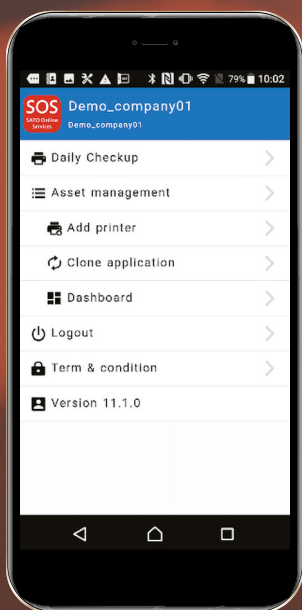 79% 10:02
SOS
SATO Online
Services
Demo_company01
Demo_company01
Daily Checkup
Asset management
Add printer
Clone application
Dashboard
Logout
Term & condition
Version 11.1.0